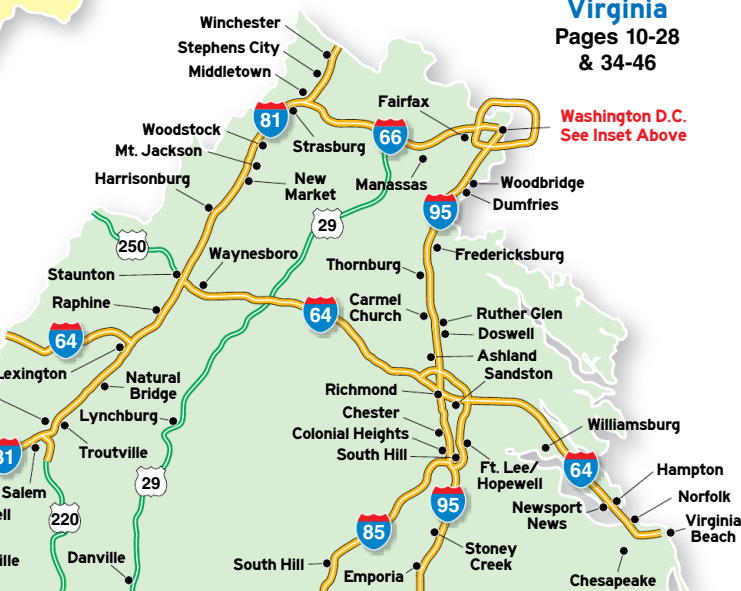 Virginia
Pages 10-28
& 34-46
Winchester
Stephens City
Middletown
Fairfax
Washington D.C.
See Inset Above
81
66
Woodstock
Strasburg
Mt. Jackson
Manassas
Harrisonburg
New
Market
Woodbridge
Dumfries
95
29
250
Waynesboro
Fredericksburg
Staunton
Thornburg
Raphine
Carmel
Church
64
Ruther Glen
Doswell
64
Ashland
Lexington
Sandston
Natural
Bridge
Richmond
Lynchburg
Chester
Williamsburg
Colonial Heights
Troutville
South Hill
81
Ft. Lee/
Hopewell
64
Hampton
Salem
29
95
Newsport
News
Norfolk
ell
220
85
Virginia
Beach
ille
Danville
South Hill
Stoney
Creek
Emporia
Chesapeake